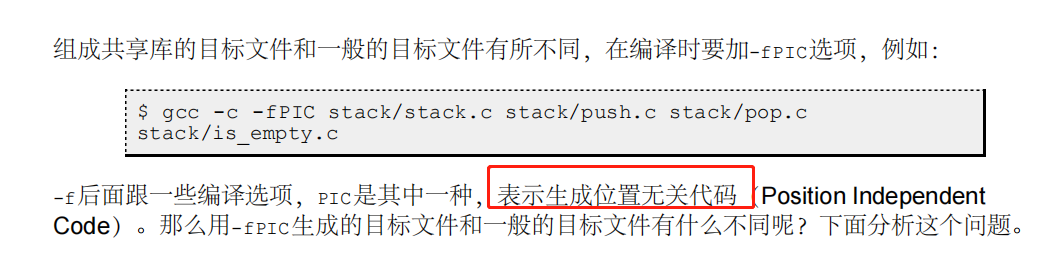 组成共享库的目标文件和一般的目标文件有所不同，在编译时要加-fPIC选项，例如：
$ gcc -c -fPIC stack/stack.c stack/push.c stack/pop.c
stack/is_empty.c
-f后面跟一些编译选项，PIC是其中一种，表示生成位置无关代码（Position Independent
Code）。那么用-fPIC生成的目标文件和一般的目标文件有什么不同呢？下面分析这个问题。